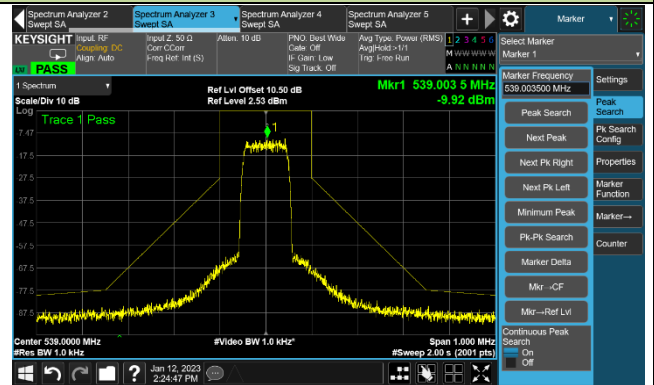 Spectrum Analyzer 2
Swept SA
Spectrum Analyzer 3
Swept SA
Spectrum Analyzer 4
Swept SA
Spectrum Analyzer 5
Swept SA
+
Marker
KEYSIGHT
Input: RF
Coupling: DC
Align: Auto
Input Z: 50 Ω
Corr CCorr
Freq Ref: Int (S)
Atten: 10 dB
PNO: Best Wide
Gate: Off
IF Gain: Low
Sig Track: Off
Avg Type: Power (RMS)
Avg|Hold:>1/1
Trig: Free Run
1 2 3 4 5 6
M W W W W W
A N N N N N
LXI PASS
Select Marker
Marker 1
1 Spectrum
Scale/Div 10 dB
Ref Lvl Offset 10.50 dB
Ref Level 2.53 dBm
Mkr1 539.003 5 MHz
-9.92 dBm
Log
Trace 1 Pass
1
-7.47
-17.5
-27.5
-37.5
-47.5
-57.5
-67.5
-77.5
-87.5
Center 539.0000 MHz
#Res BW 1.0 kHz
#Video BW 1.0 kHz*
Span 1.000 MHz
#Sweep 2.00 s (2001 pts)
Marker Frequency
539.003500 MHz
Peak Search
Next Peak
Next Pk Right
Next Pk Left
Minimum Peak
Pk-Pk Search
Marker Delta
Mkr→CF
Mkr→Ref Lvl
Continuous Peak
Search
On
Off
Settings
Peak
Search
Pk Search
Config
Properties
Marker
Function
Marker→
Counter
?
Jan 12, 2023
2:24:47 PM